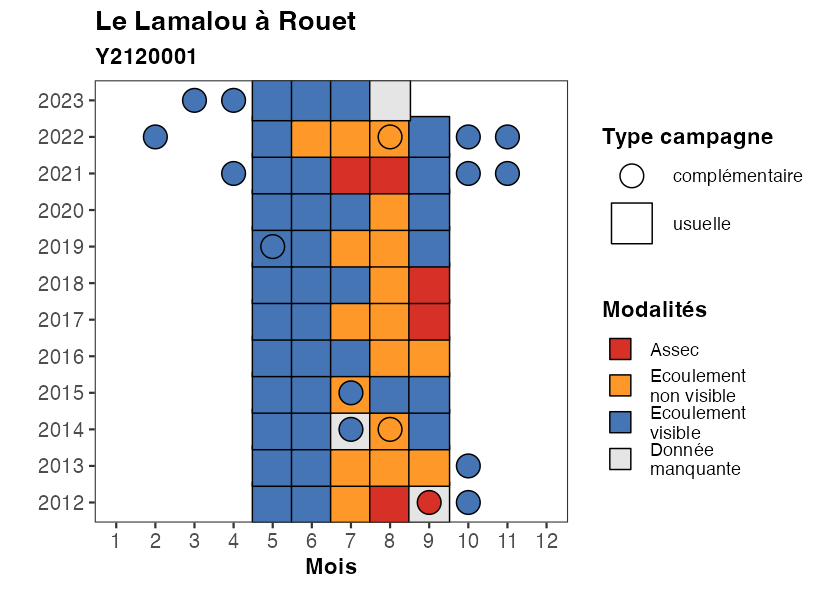 Le Lamalou à Rouet
Y2120001
2023
2022
2021
2020
2019
2018
2017
2016
2015
2014
2013
2012
1 2 3 4 5 6 7 8 9 10 11 12
Mois
Type campagne
complémentaire
usuelle
Modalités
Assec
Ecoulement
non visible
Ecoulement
visible
Donnée
manquante